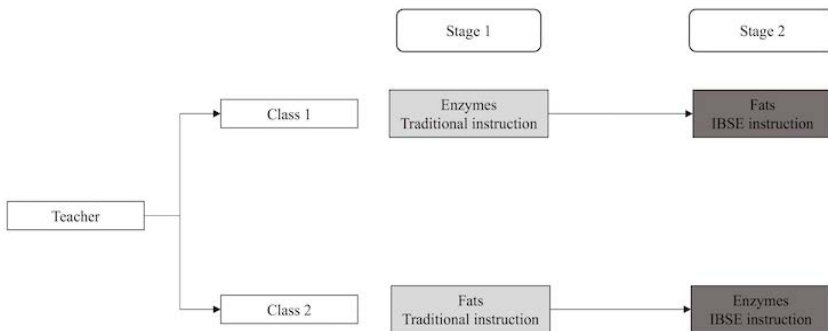 Stage 1
Stage 2
Class 1
Enzymes
Traditional instruction
Fats
IBSE instruction
Teacher
Class 2
Fats
Traditional instruction
Enzymes
IBSE instruction